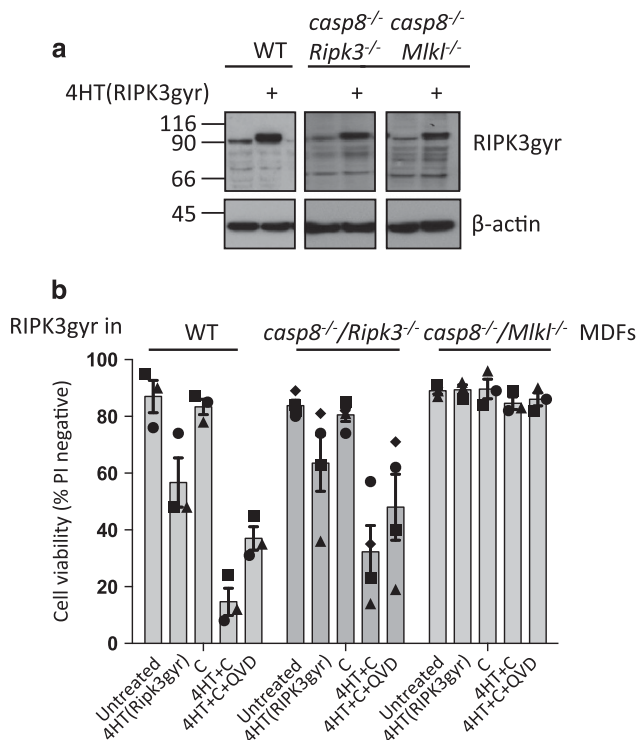 a
WT
casp8-/-
Ripk3-/-
casp8-/-
Mlkl-/-
4HT(RIPK3gyr)
+
+
+
116
90
66
45
RIPK3gyr
β-actin
b
RIPK3gyr in
WT
casp8-/-/Ripk3-/-
casp8-/-/Mlkl-/-
MDFs
Cell viability (% PI negative)
100
80
60
40
20
0
Untreated
4HT(Ripk3gyr)
C
4HT+C
4HT+C+QVD
Untreated
4HT(RIPK3gyr)
C
4HT+C
4HT+C+QVD
Untreated
4HT(RIPK3gyr)
C
4HT+C
4HT+C+QVD